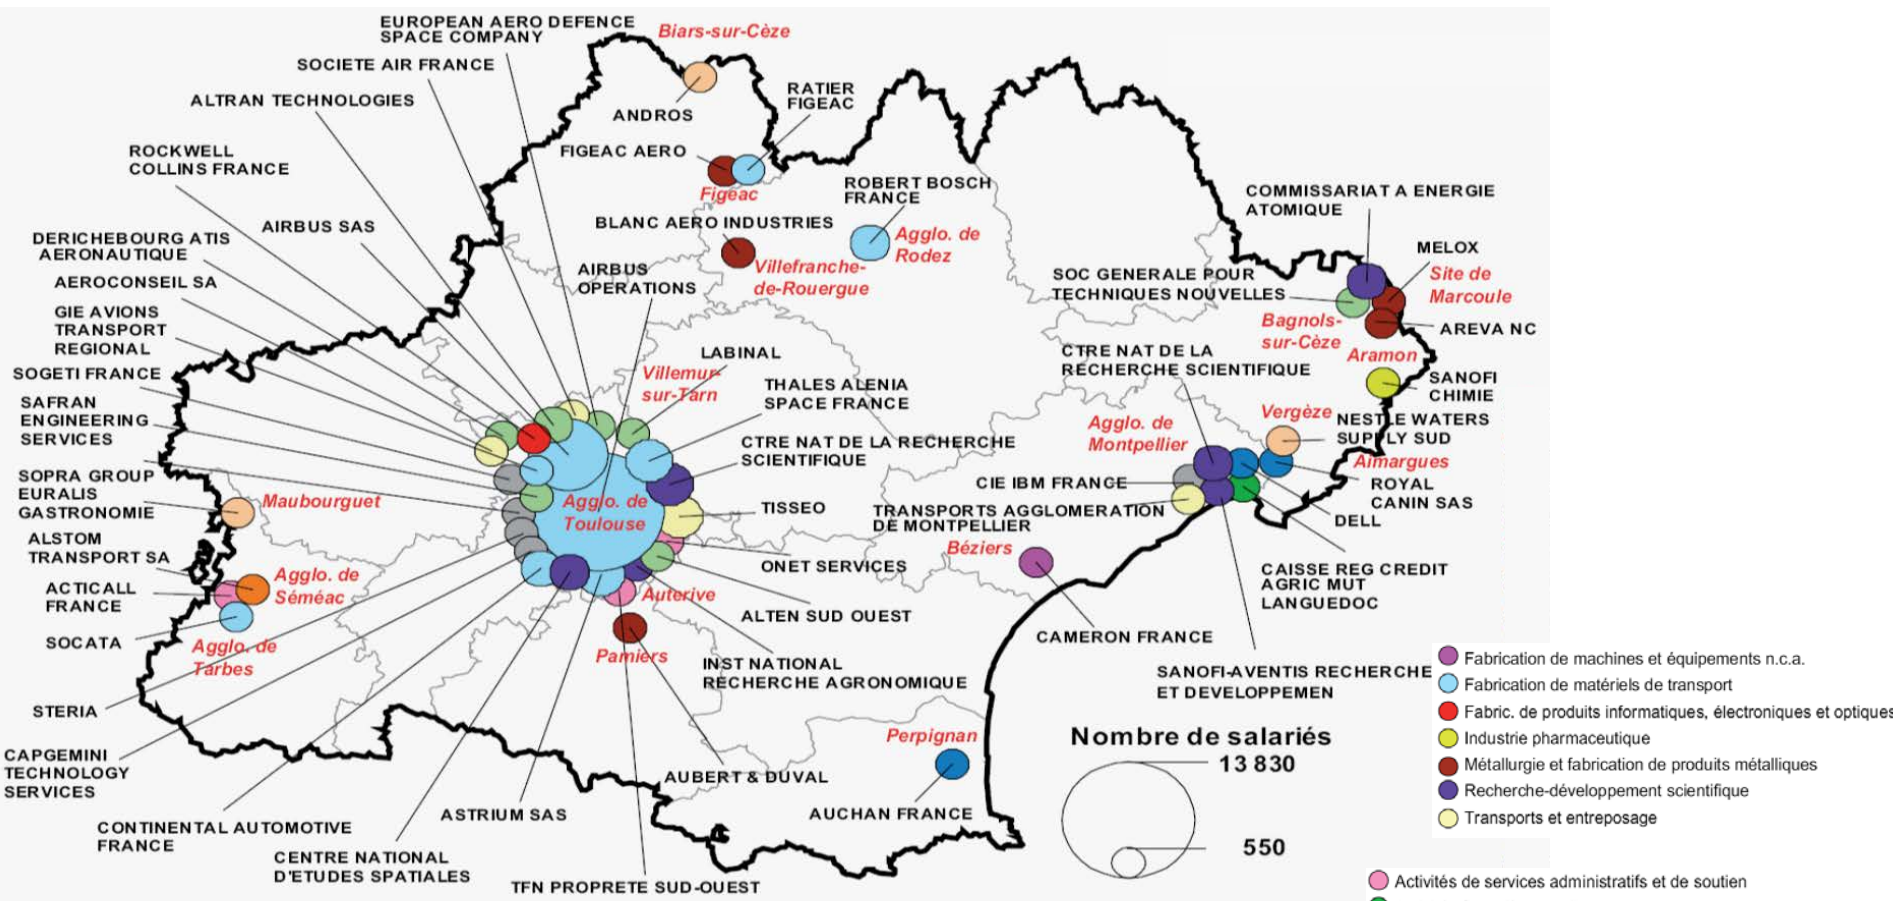 EUROPEAN AERO DEFENCE
SPACE COMPANY
Biars-sur-Cèze
SOCIETE AIR FRANCE
RATIER
FIGEAC
ALTRAN TECHNOLOGIES
ANDROS
ROCKWELL
COLLINS FRANCE
FIGEAC AERO
Figeac
ROBERT BOSCH
FRANCE
COMMISSARIAT A ENERGIE
ATOMIQUE
AIRBUS SAS
BLANC AERO INDUSTRIES
Agglo. de
Rodez
DERICHEBOURG ATIS
AERONAUTIQUE
MELOX
Site de
Marcoule
AIRBUS
OPERATIONS
Villefranche-
de-Rouergue
SOC GENERALE POUR
TECHNIQUES NOUVELLES
AEROCONSEIL SA
GIE AVIONS
TRANSPORT
REGIONAL
Bagnols-
sur-Cèze
AREVA NC
LABINAL
CTRE NAT DE LA
RECHERCHE SCIENTIFIQUE
Aramon
SOGETI FRANCE
Villemur-
sur-Tarn
THALES ALENIA
SPACE FRANCE
SANOFI
CHIMIE
SAFRAN
ENGINEERING
SERVICES
Agglo. de
Montpellier
Vergèze
NESTLE WATERS
SUPPLY SUD
CTRE NAT DE LA RECHERCHE
SCIENTIFIQUE
Aimargues
SOPRA GROUP
EURALIS
GASTRONOMIE
Maubourguet
CIE IBM FRANCE
ROYAL
CANIN SAS
Agglo. de
Toulouse
TISSEO
TRANSPORTS AGGLOMERATION
DE MONTPELLIER
DELL
ALSTOM
TRANSPORT SA
Béziers
ONET SERVICES
Agglo. de
Séméac
CAISSE REG CREDIT
AGRIC MUT
LANGUEDOC
ACTICALL
FRANCE
Auterive
ALTEN SUD OUEST
SOCATA
Agglo. de
Tarbes
CAMERON FRANCE
Pamiers
INST NATIONAL
RECHERCHE AGRONOMIQUE
SANOFI-AVENTIS RECHERCHE
ET DEVELOPPEMEN
STERIA
Perpignan
CAPGEMINI
TECHNOLOGY
SERVICES
AUBERT & DUVAL
ASTRIUM SAS
AUCHAN FRANCE
CONTINENTAL AUTOMOTIVE
FRANCE
CENTRE NATIONAL
D'ETUDES SPATIALES
TFN PROPRETE SUD-OUEST
Nombre de salariés
13 830
550
Fabrication de machines et équipements n.c.a.
Fabrication de matériels de transport
Fabric. de produits informatiques, électroniques et optiques
Industrie pharmaceutique
Métallurgie et fabrication de produits métalliques
Recherche-développement scientifique
Transports et entreposage
Activités de services administratifs et de soutien